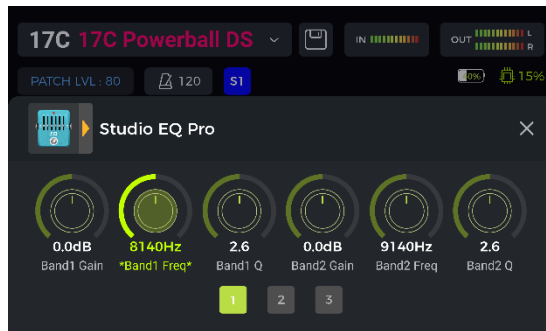 17C 17C Powerball DS
IN
OUT
L
R
PATCH LVL : 80
120
S1
40%
15%
EQ
Studio EQ Pro
0.0dB
8140Hz
2.6
0.0dB
9140Hz
2.6
Band1 Gain
*Band1 Freq*
Band1 Q
Band2 Gain
Band2 Freq
Band2 Q
1
2
3